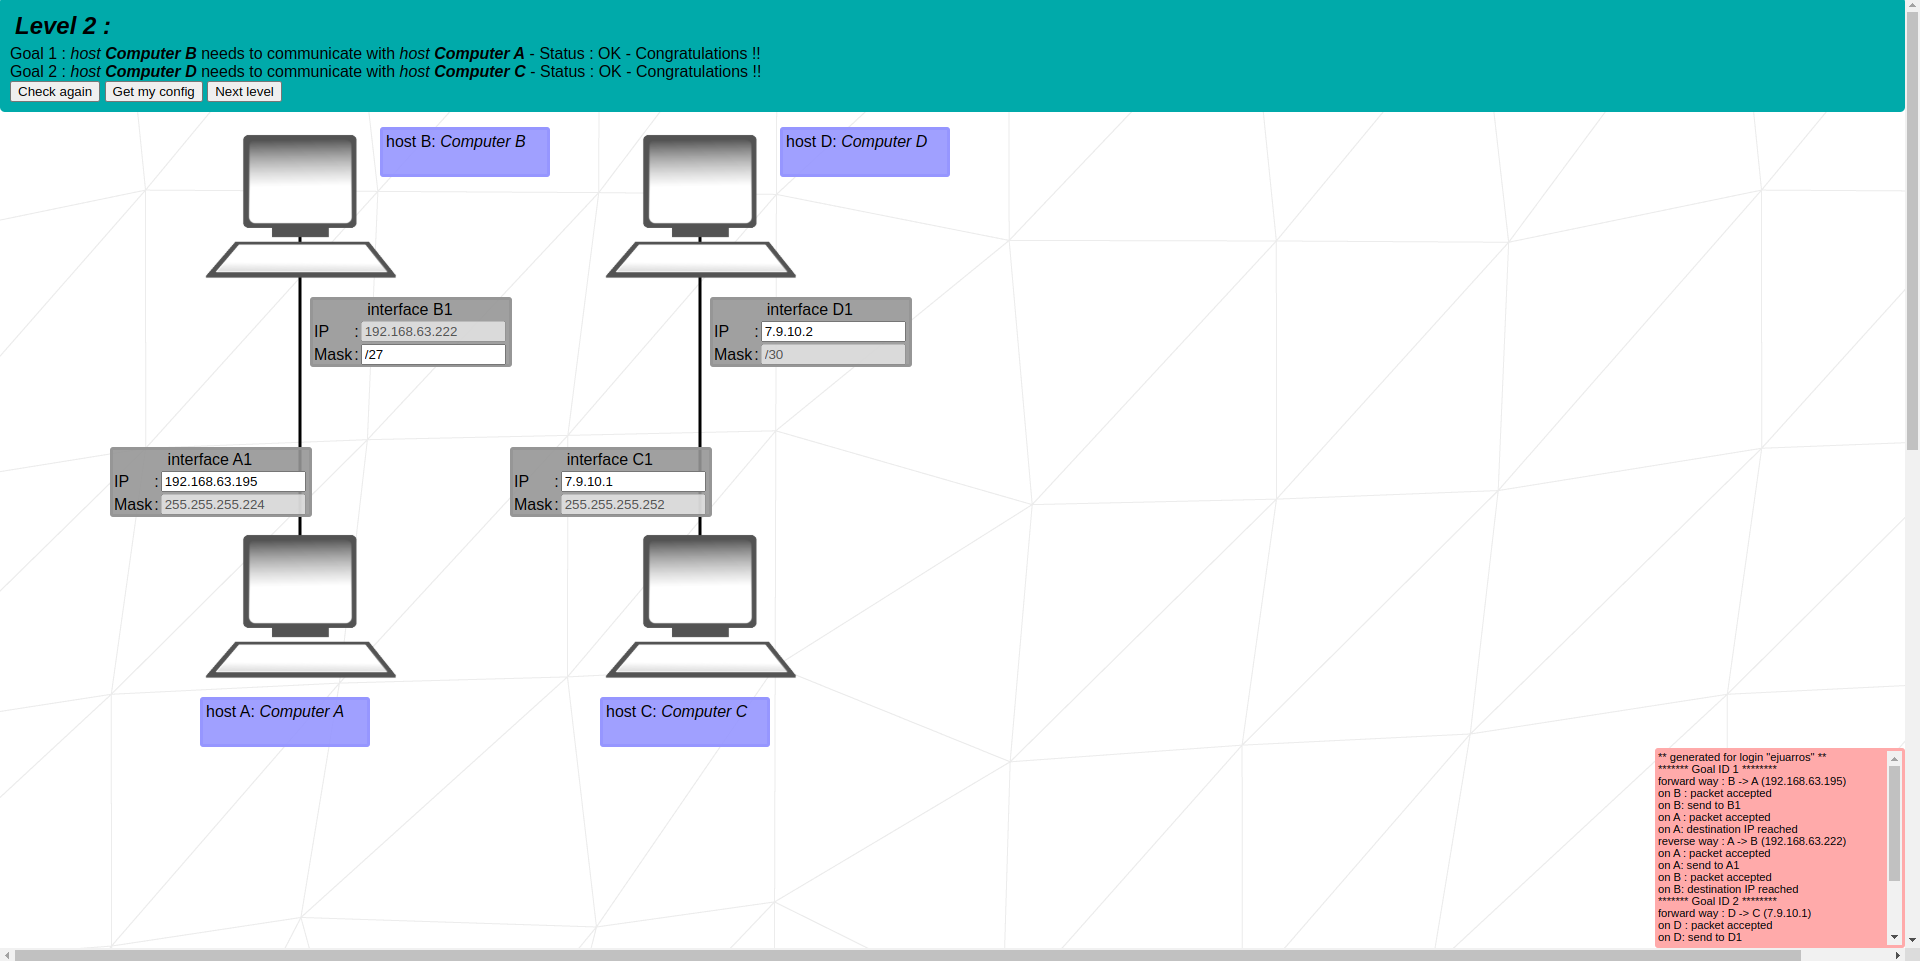 Level 2 :
Goal 1 : host Computer B needs to communicate with host Computer A - Status : OK - Congratulations !!
Goal 2 : host Computer D needs to communicate with host Computer C - Status : OK - Congratulations !!
Check again Get my config Next level
host B: Computer B
host D: Computer D
interface B1
IP : 192.168.63.222
Mask : /27
interface D1
IP : 7.9.10.2
Mask : /30
interface A1
IP : 192.168.63.195
Mask : 255.255.255.224
interface C1
IP : 7.9.10.1
Mask : 255.255.255.252
host A: Computer A
host C: Computer C
** generated for login "ejuarros" **
******* Goal ID 1 ********
forward way : B -> A (192.168.63.195)
on B : packet accepted
on B: send to B1
on A : packet accepted
on A: destination IP reached
reverse way : A -> B (192.168.63.222)
on A : packet accepted
on A: send to A1
on B : packet accepted
on B: destination IP reached
******* Goal ID 2 ********
forward way : D -> C (7.9.10.1)
on D : packet accepted
on D: send to D1